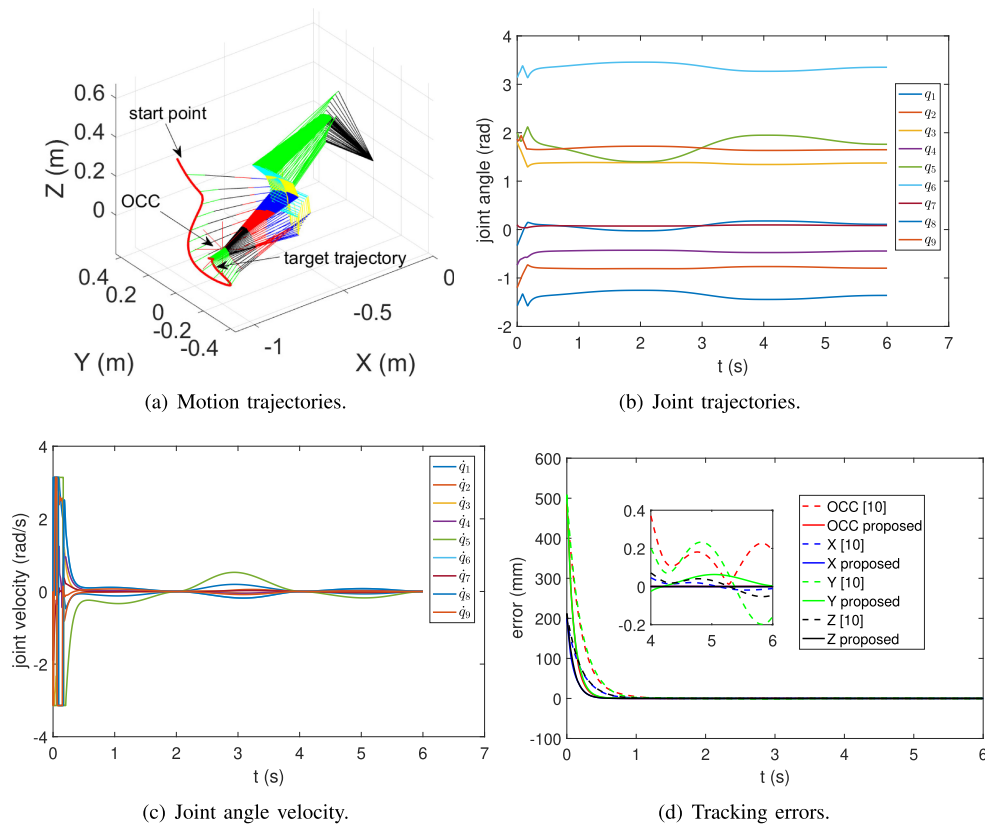 0.6
0.4
0.2
0
Z (m)
start point
OCC
target trajectory
0.4
0.2
0
-0.2
-0.4
Y (m)
-1
-0.5
0
X (m)
(a) Motion trajectories.
4
3
2
1
0
-1
-2
joint angle (rad)
0 1 2 3 4 5 6 7
t (s)
q1
q2
q3
q4
q5
q6
q7
q8
q9
(b) Joint trajectories.
4
2
0
-2
-4
joint velocity (rad/s)
0 1 2 3 4 5 6 7
t (s)
q̇1
q̇2
q̇3
q̇4
q̇5
q̇6
q̇7
q̇8
q̇9
(c) Joint angle velocity.
600
500
400
300
200
100
0
-100
error (mm)
0 1 2 3 4 5 6
t (s)
0.4
0.2
0
-0.2
4 5 6
OCC [10]
OCC proposed
X [10]
X proposed
Y [10]
Y proposed
Z [10]
Z proposed
(d) Tracking errors.